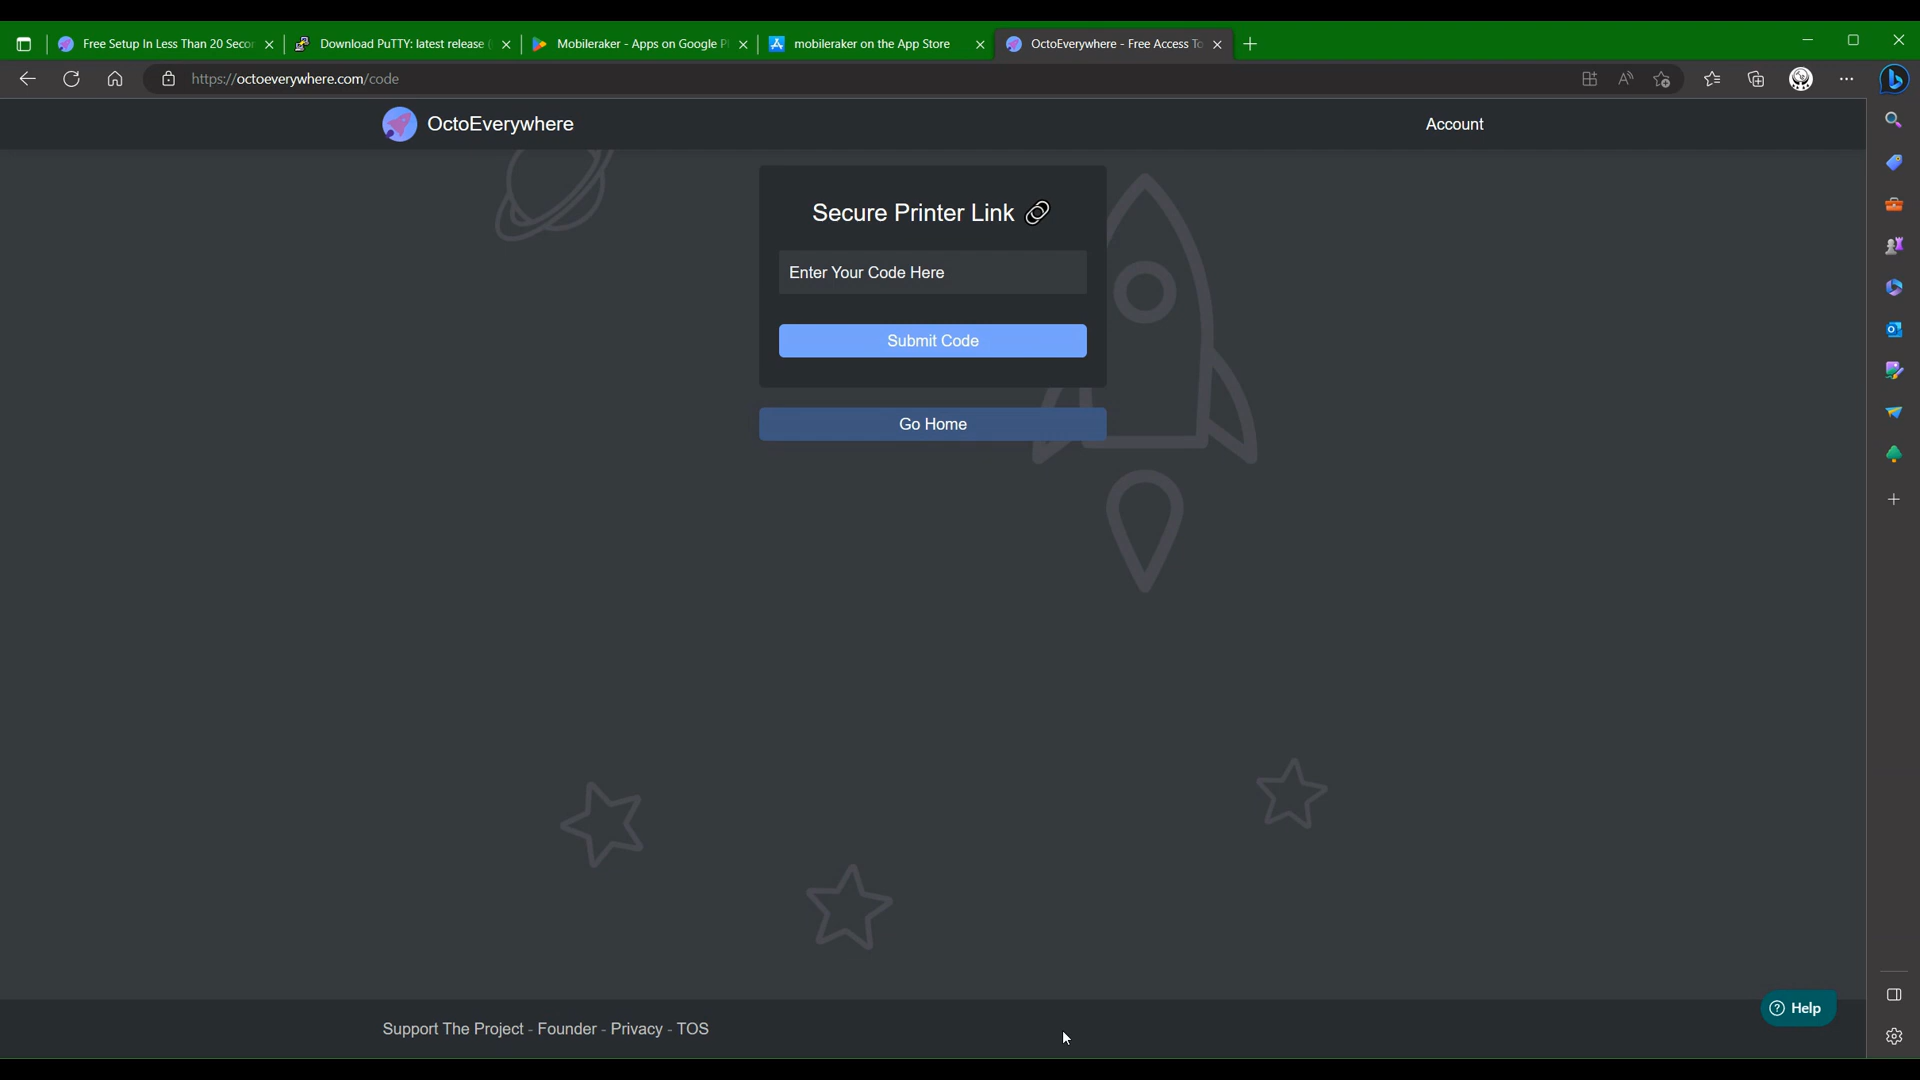 Free Setup In Less Than 20 Secon
Download PuTTY: latest release (
Mobileraker - Apps on Google Pl
mobileraker on the App Store
OctoEverywhere - Free Access To
https://octoeverywhere.com/code
OctoEverywhere
Account
Secure Printer Link
Enter Your Code Here
Submit Code
Go Home
Support The Project - Founder - Privacy - TOS
Help